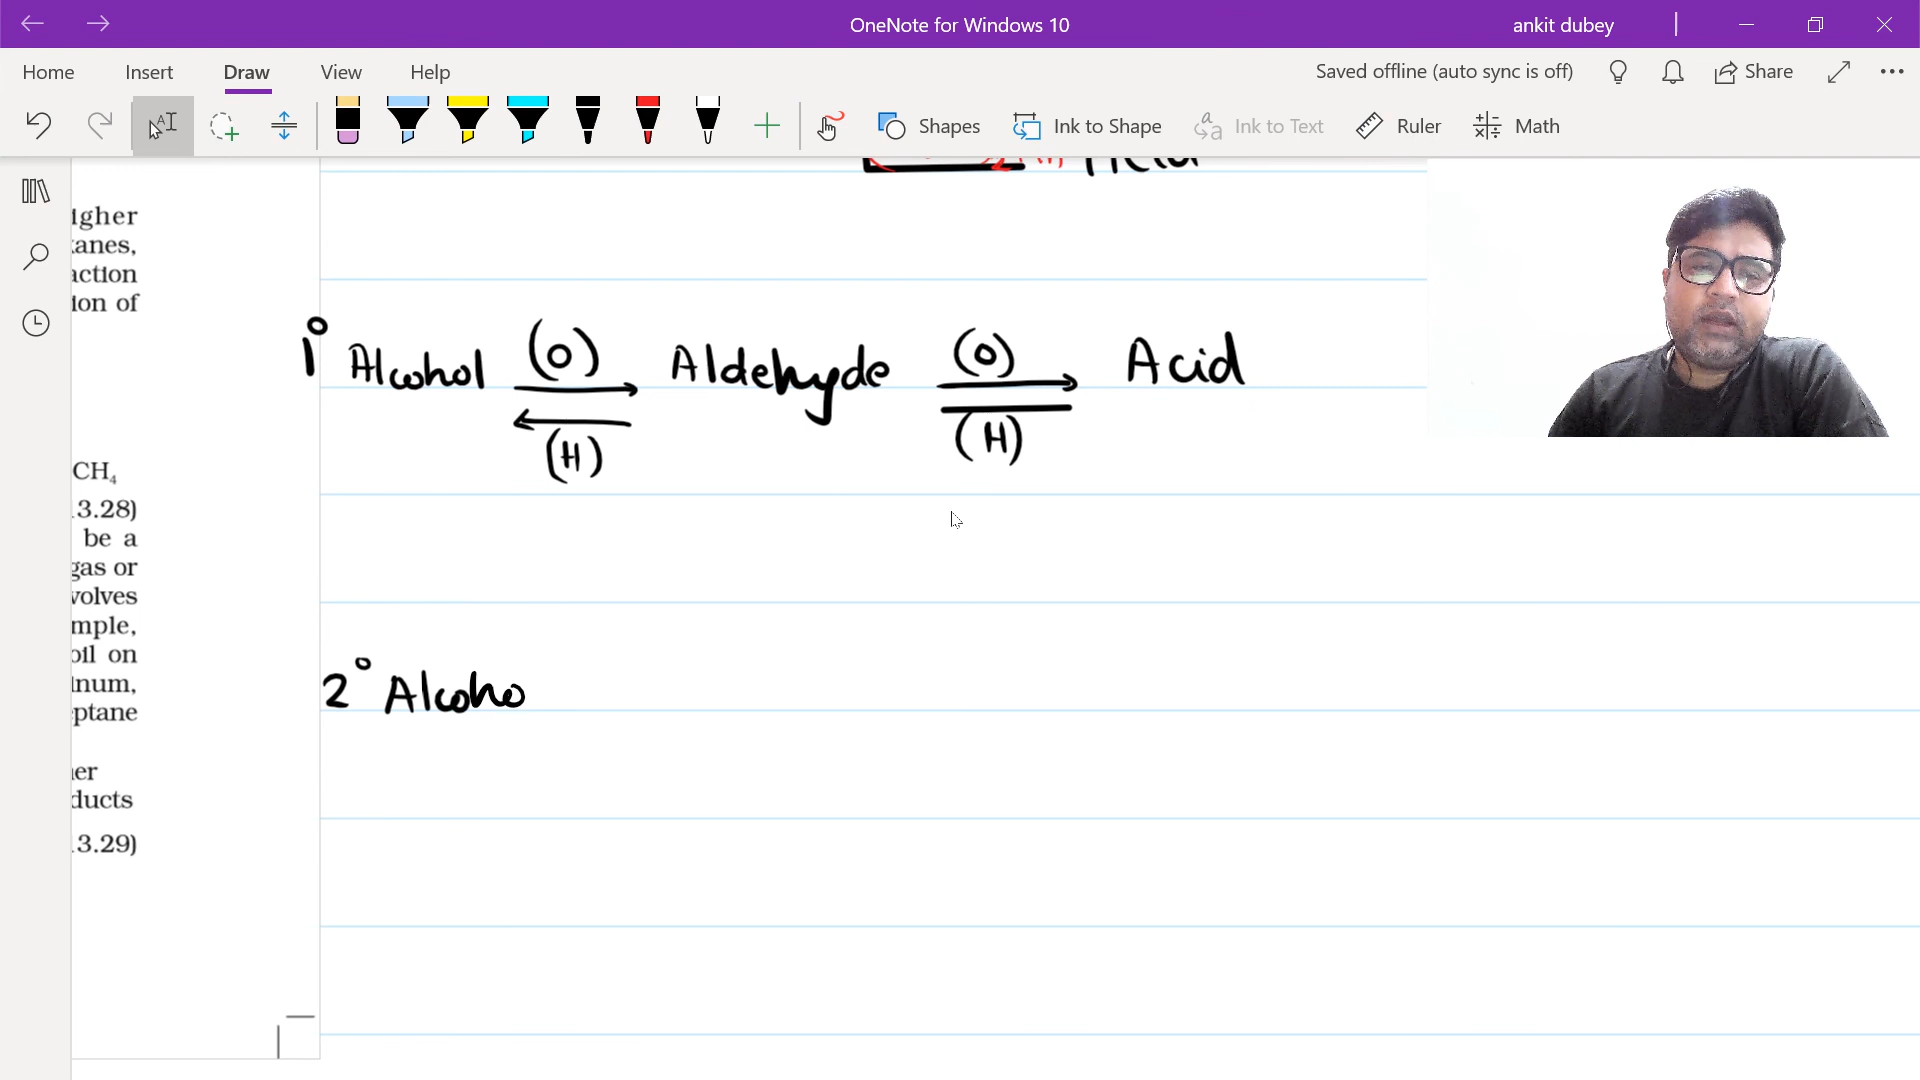 OneNote for Windows 10
ankit dubey
Home Insert Draw View Help
Saved offline (auto sync is off) Share
Shapes Ink to Shape Ink to Text Ruler Math
igher
anes,
action
ion of
CH₄
3.28)
be a
gas or
volves
mple,
oil on
inum,
eptane
er
ducts
3.29)
(H) Acid
1° Alcohol (O) Aldehyde (O) Acid
(H) (H)
2° Alcoho